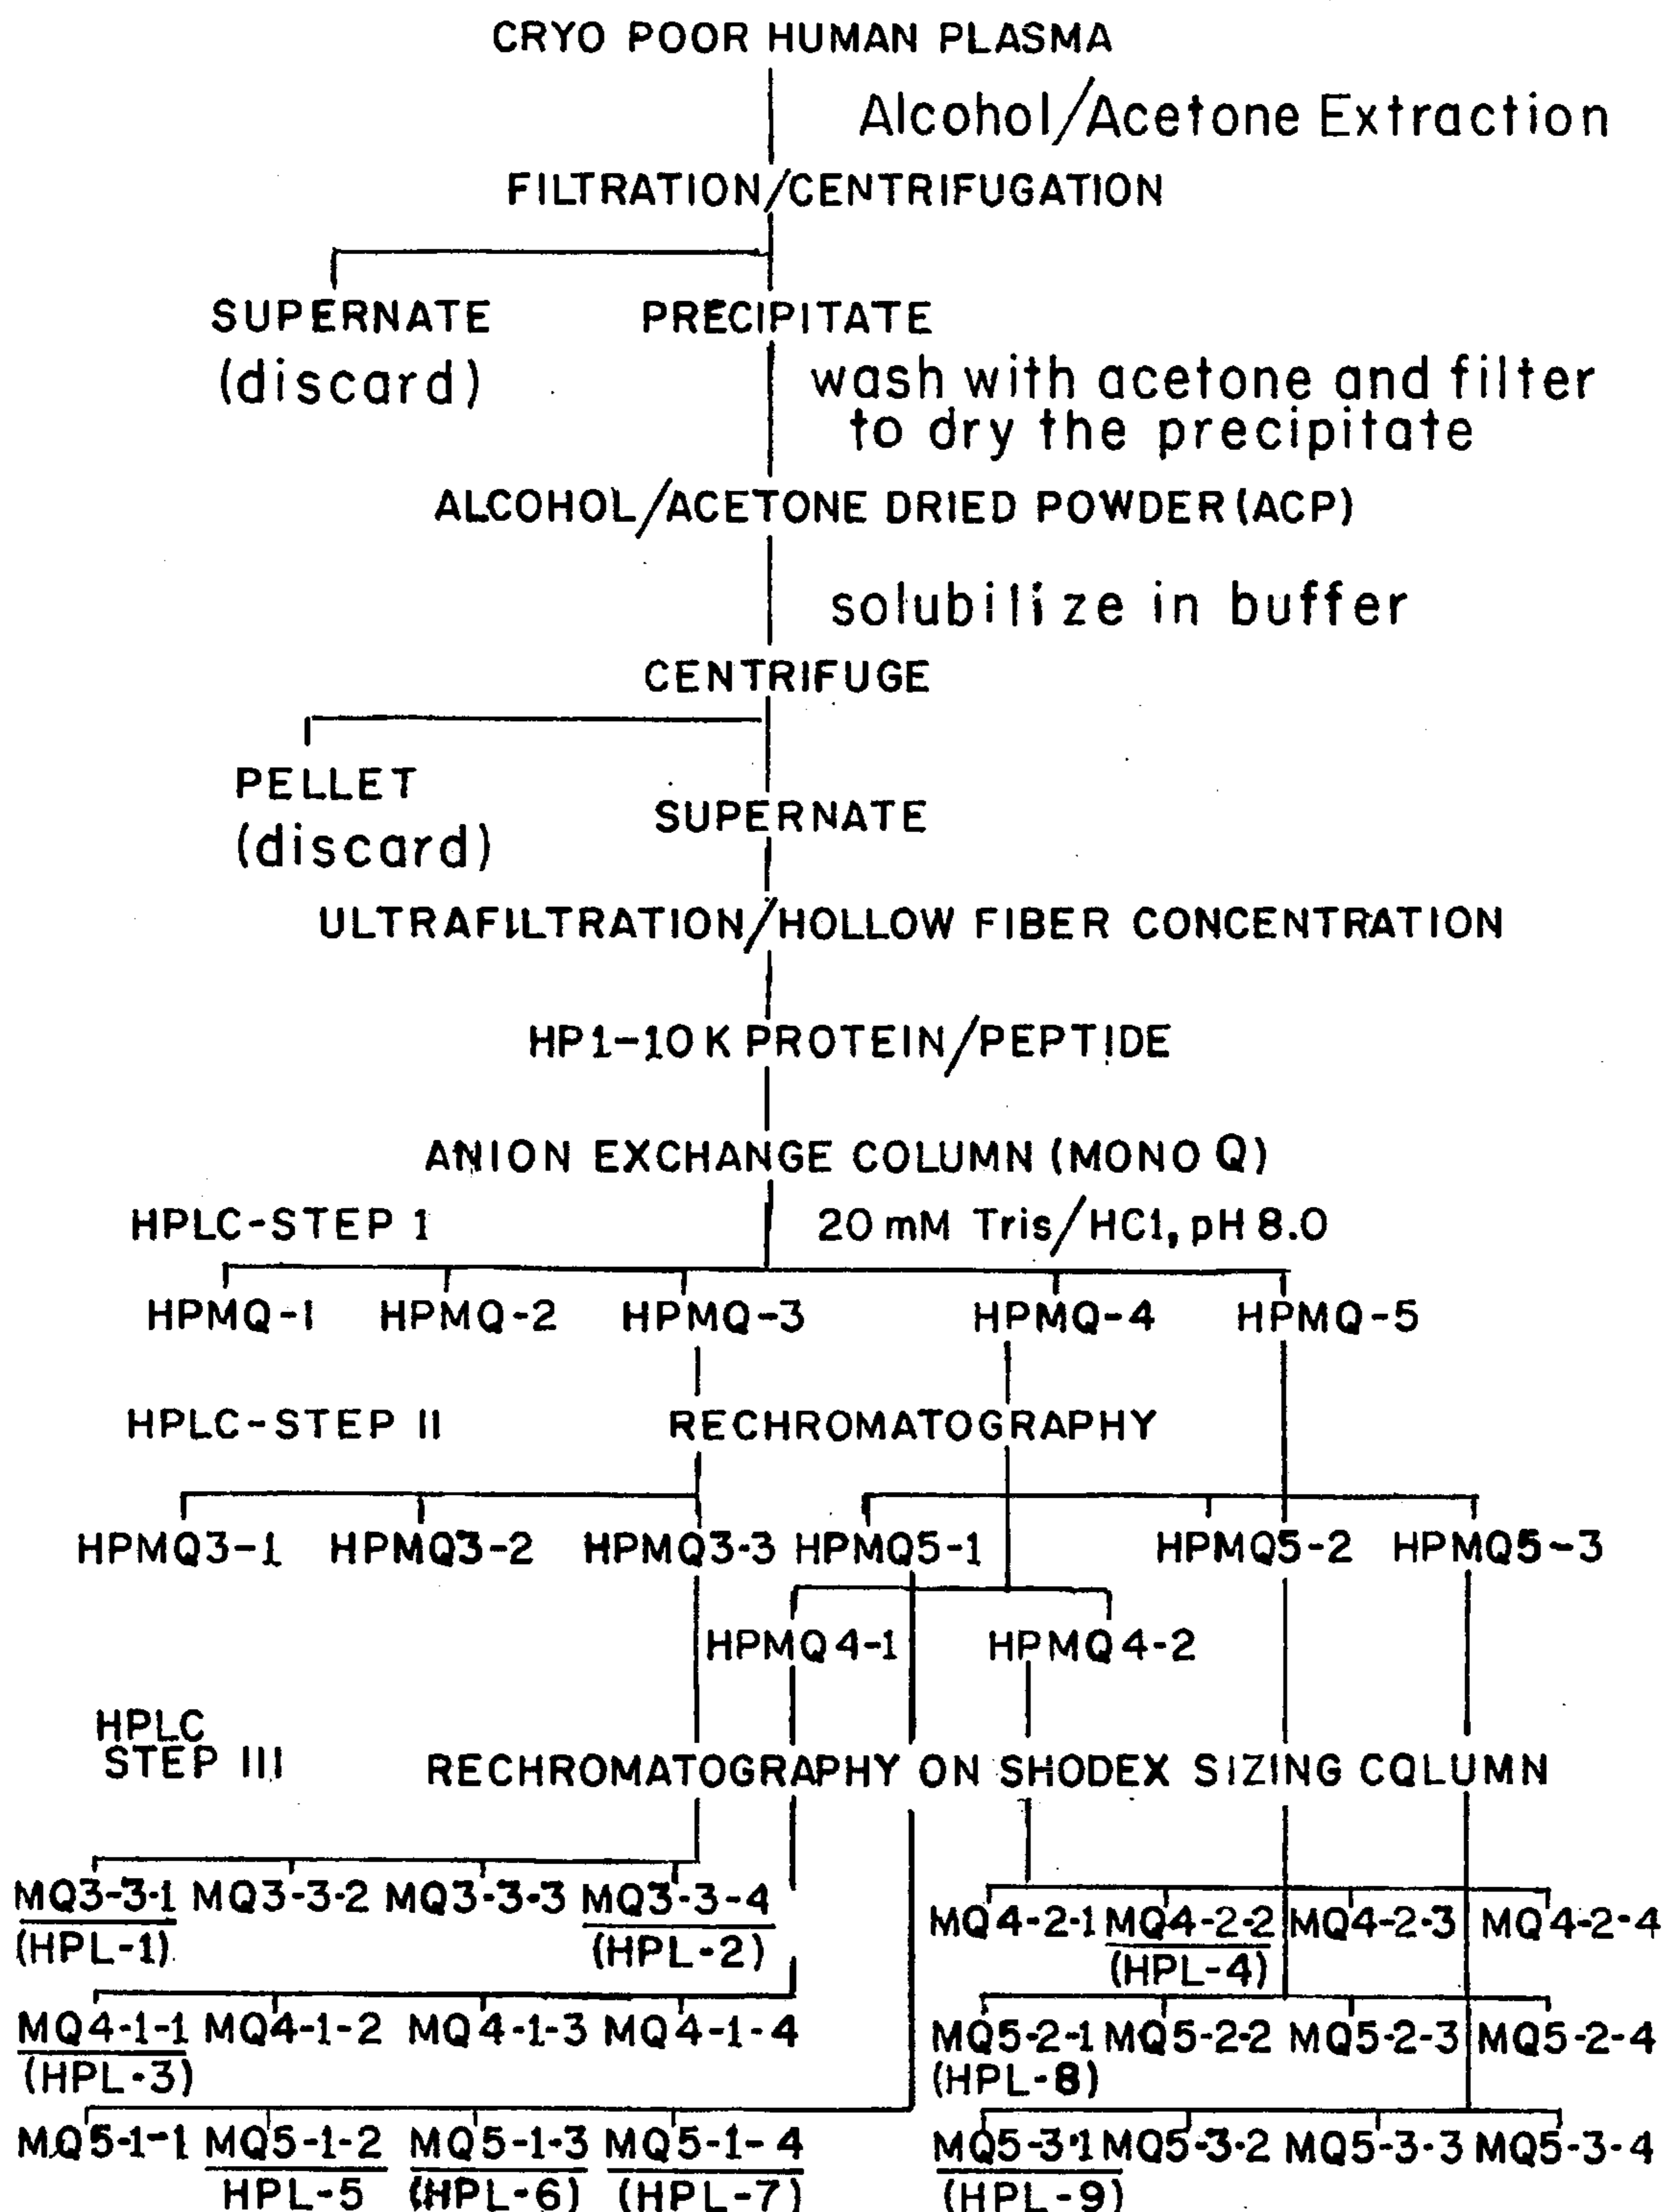 CRYO POOR HUMAN PLASMA
Alcohol/Acetone Extraction
FILTRATION/CENTRIFUGATION
SUPERNATE PRECIPITATE
(discard) wash with acetone and filter
to dry the precipitate
ALCOHOL/ACETONE DRIED POWDER (ACP)
solubilize in buffer
CENTRIFUGE
PELLET
(discard)
SUPERNATE
ULTRAFILTRATION/HOLLOW FIBER CONCENTRATION
HP1-10 K PROTEIN/PEPTIDE
ANION EXCHANGE COLUMN (MONO Q)
HPLC-STEP I 20 mM Tris/HCl, pH 8.0
HPMQ-1 HPMQ-2 HPMQ-3 HPMQ-4 HPMQ-5
HPLC-STEP II RECHROMATOGRAPHY
HPMQ3-1 HPMQ3-2 HPMQ3-3 HPMQ5-1 HPMQ5-2 HPMQ5-3
HPMQ4-1 HPMQ4-2
HPLC
STEP III
RECHROMATOGRAPHY ON SHODEX SIZING COLUMN
MQ3-3-1 MQ3-3-2 MQ3-3-3 MQ3-3-4
(HPL-1) (HPL-2)
MQ4-2-1 MQ4-2-2 MQ4-2-3 MQ4-2-4
(HPL-4)
MQ4-1-1 MQ4-1-2 MQ4-1-3 MQ4-1-4
(HPL-3)
MQ5-2-1 MQ5-2-2 MQ5-2-3 MQ5-2-4
(HPL-8)
MQ5-1-1 MQ5-1-2 MQ5-1-3 MQ5-1-4
HPL-5 (HPL-6) (HPL-7)
MQ5-3-1 MQ5-3-2 MQ5-3-3 MQ5-3-4
(HPL-9)